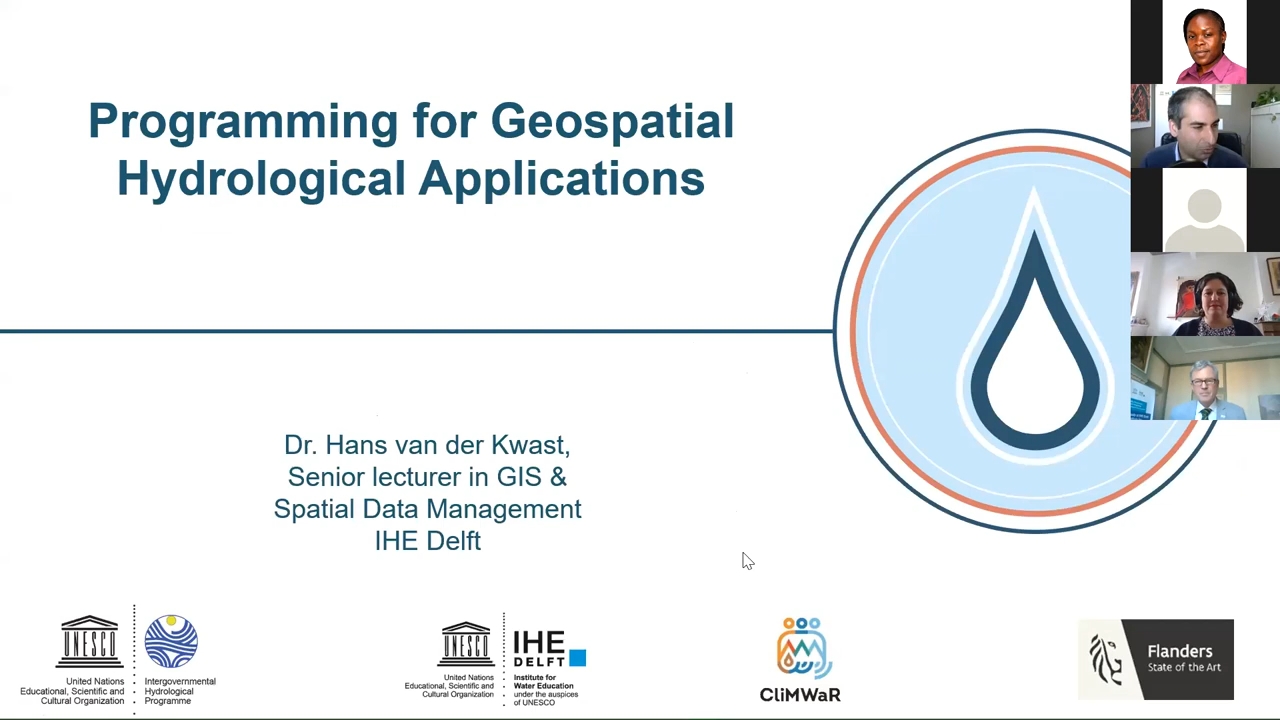 Programming for Geospatial
Hydrological Applications
Dr. Hans van der Kwast,
Senior lecturer in GIS &
Spatial Data Management
IHE Delft
UNESCO
United Nations
Educational, Scientific and
Cultural Organization
Intergovernmental
Hydrological
Programme
UNESCO
United Nations
Educational, Scientific and
Cultural Organization
IHE
DELFT
Institute for
Water Education
under the auspices
of UNESCO
CliMWaR
Flanders
State of the Art